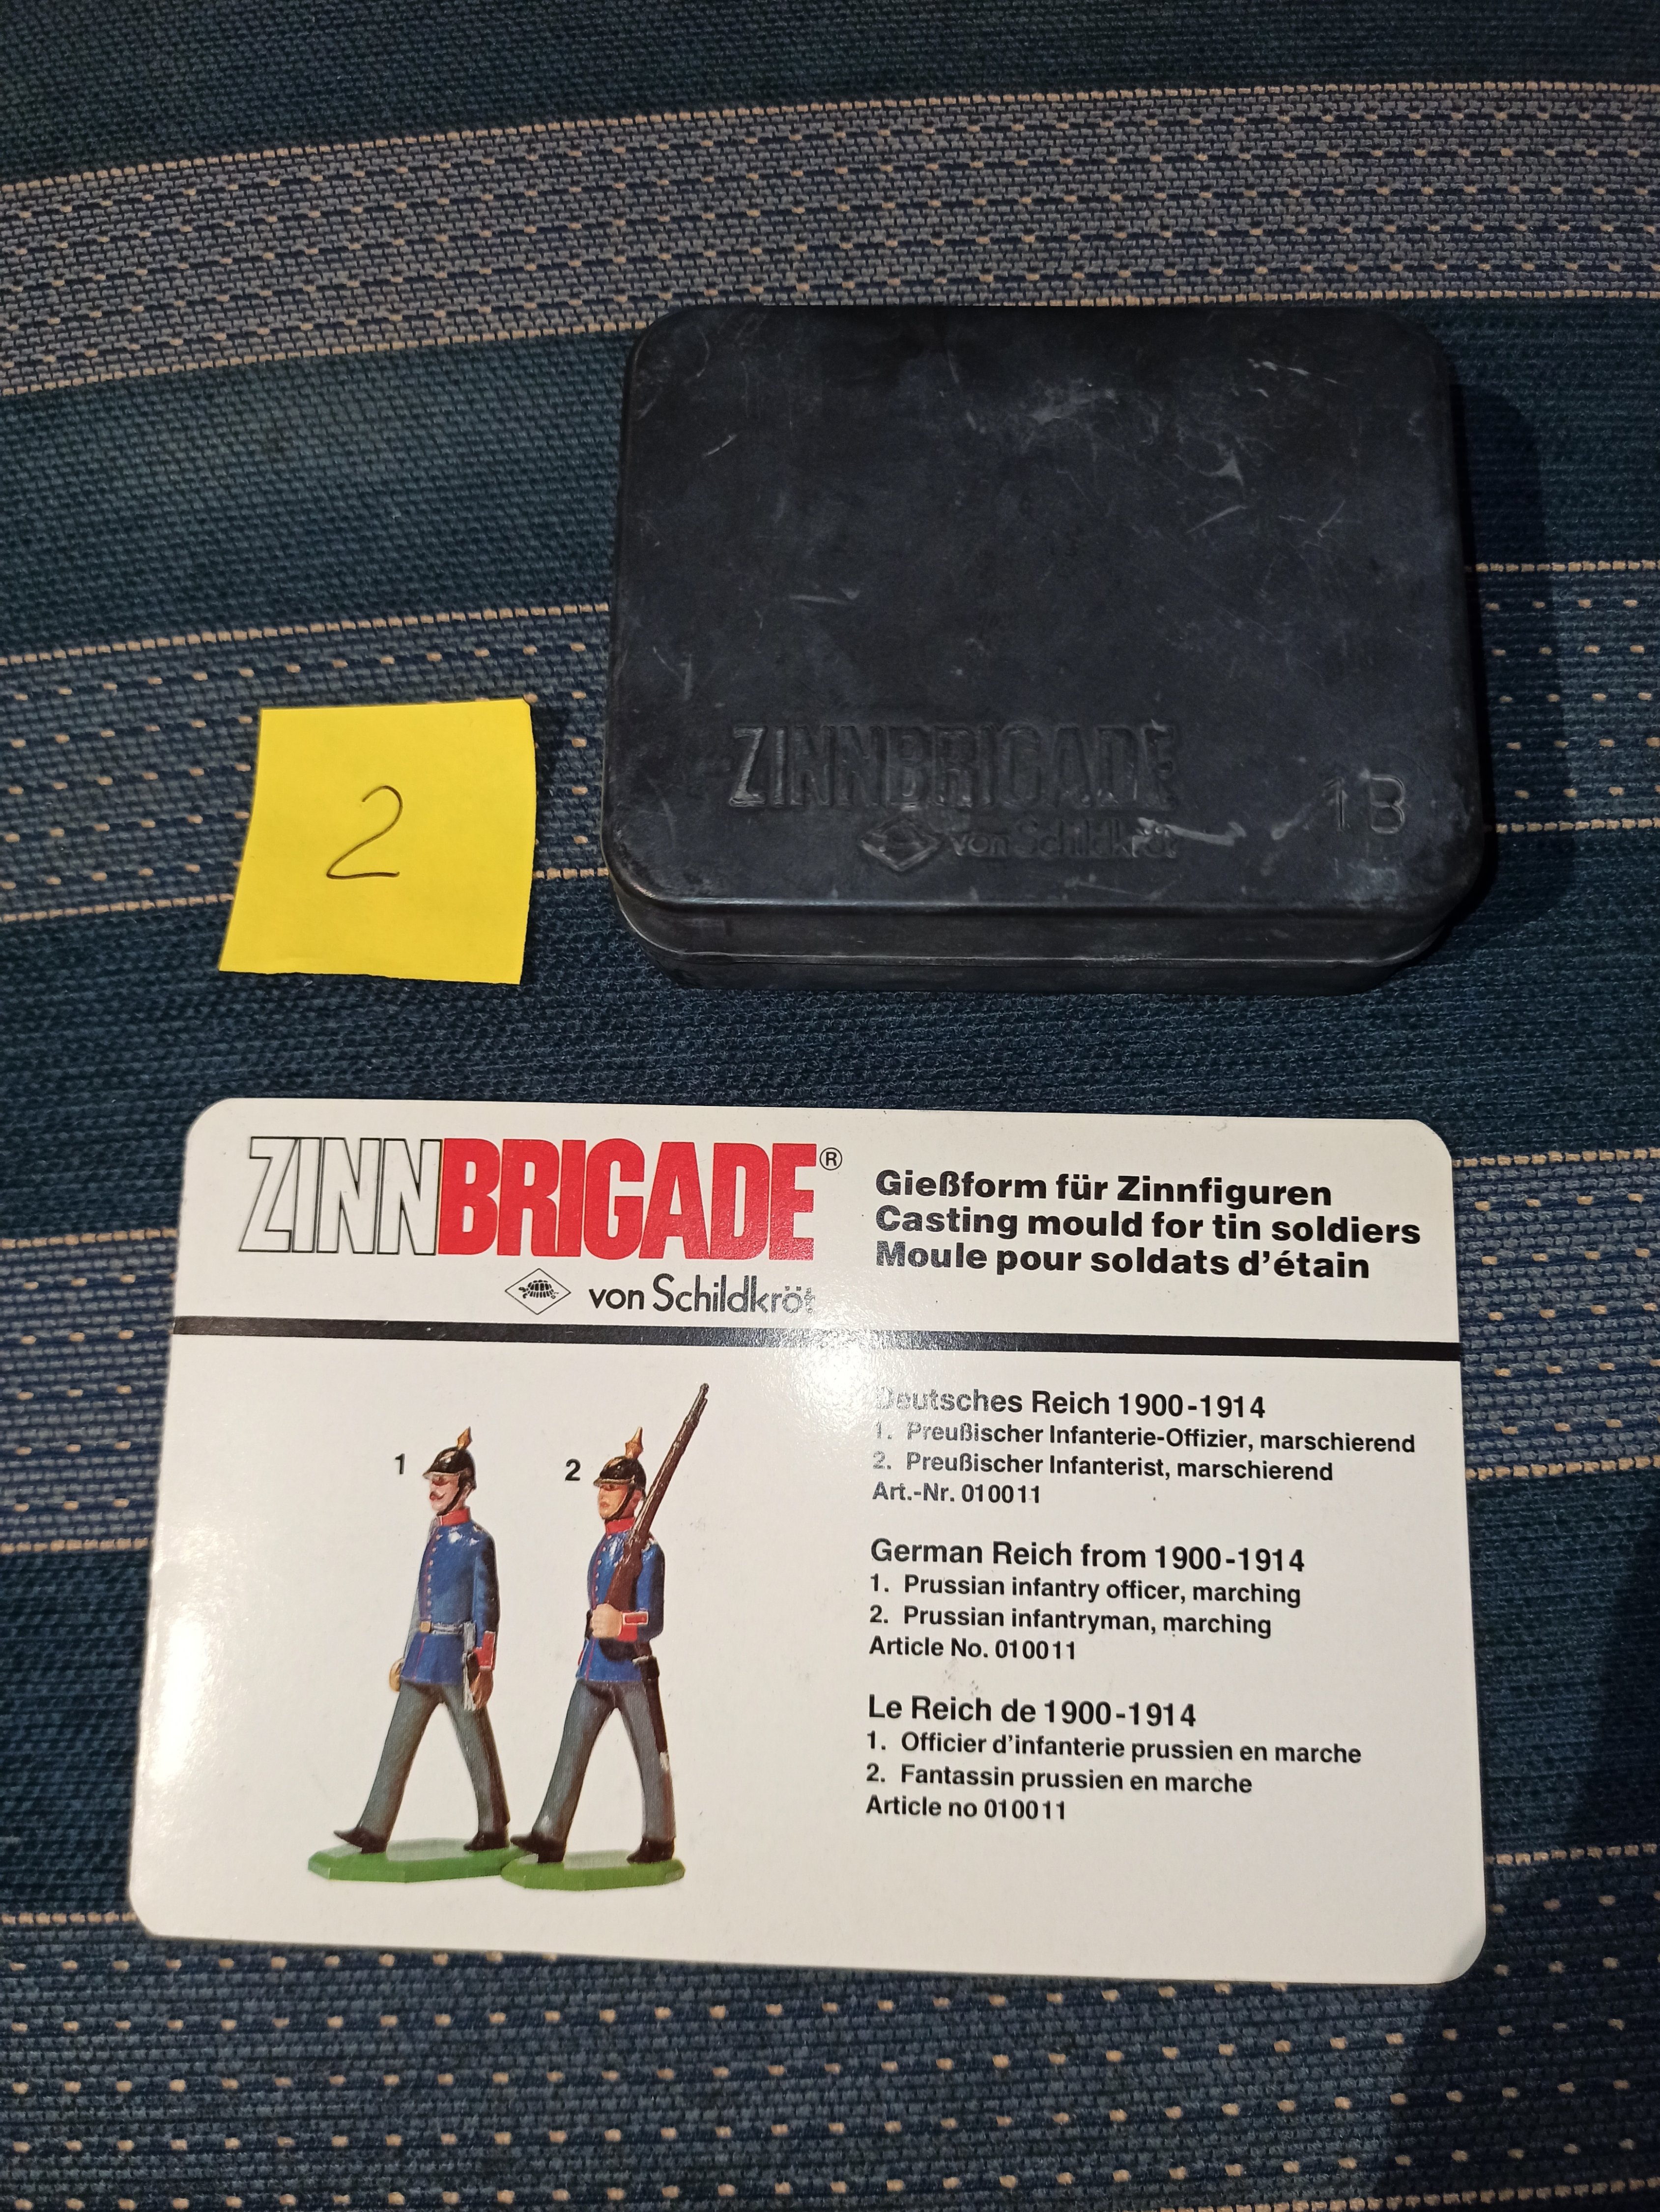 ZINNBRIGADE
von Schildkröt
1B
2
ZINNBRIGADE®
von Schildkröt
Gießform für Zinnfiguren
Casting mould for tin soldiers
Moule pour soldats d'étain
1
2
Deutsches Reich 1900-1914
1. Preußischer Infanterie-Offizier, marschierend
2. Preußischer Infanterist, marschierend
Art.-Nr. 010011
German Reich from 1900-1914
1. Prussian infantry officer, marching
2. Prussian infantryman, marching
Article No. 010011
Le Reich de 1900-1914
1. Officier d'infanterie prussien en marche
2. Fantassin prussien en marche
Article no 010011